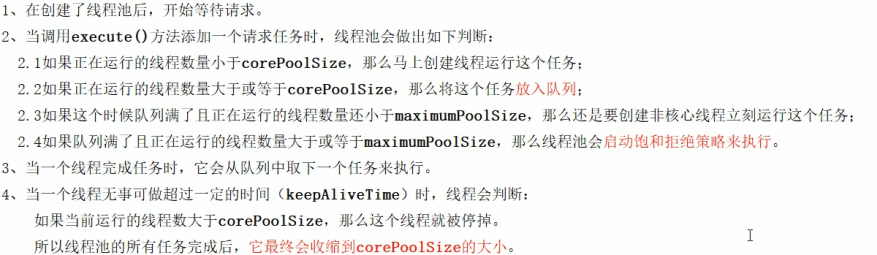 1、在创建了线程池后，开始等待请求。
2、当调用execute()方法添加一个请求任务时，线程池会做出如下判断：
2.1如果正在运行的线程数量小于corePoolSize，那么马上创建线程运行这个任务；
2.2如果正在运行的线程数量大于或等于corePoolSize，那么将这个任务放入队列；
2.3如果这个时候队列满了且正在运行的线程数量还小于maximumPoolSize，那么还是要创建非核心线程立刻运行这个任务；
2.4如果队列满了且正在运行的线程数量大于或等于maximumPoolSize，那么线程池会启动饱和拒绝策略来执行。
3、当一个线程完成任务时，它会从队列中取下一个任务来执行。
4、当一个线程无事可做超过一定的时间（keepAliveTime）时，线程会判断：
如果当前运行的线程数大于corePoolSize，那么这个线程就被停掉。
所以线程池的所有任务完成后，它最终会收缩到corePoolSize的大小。